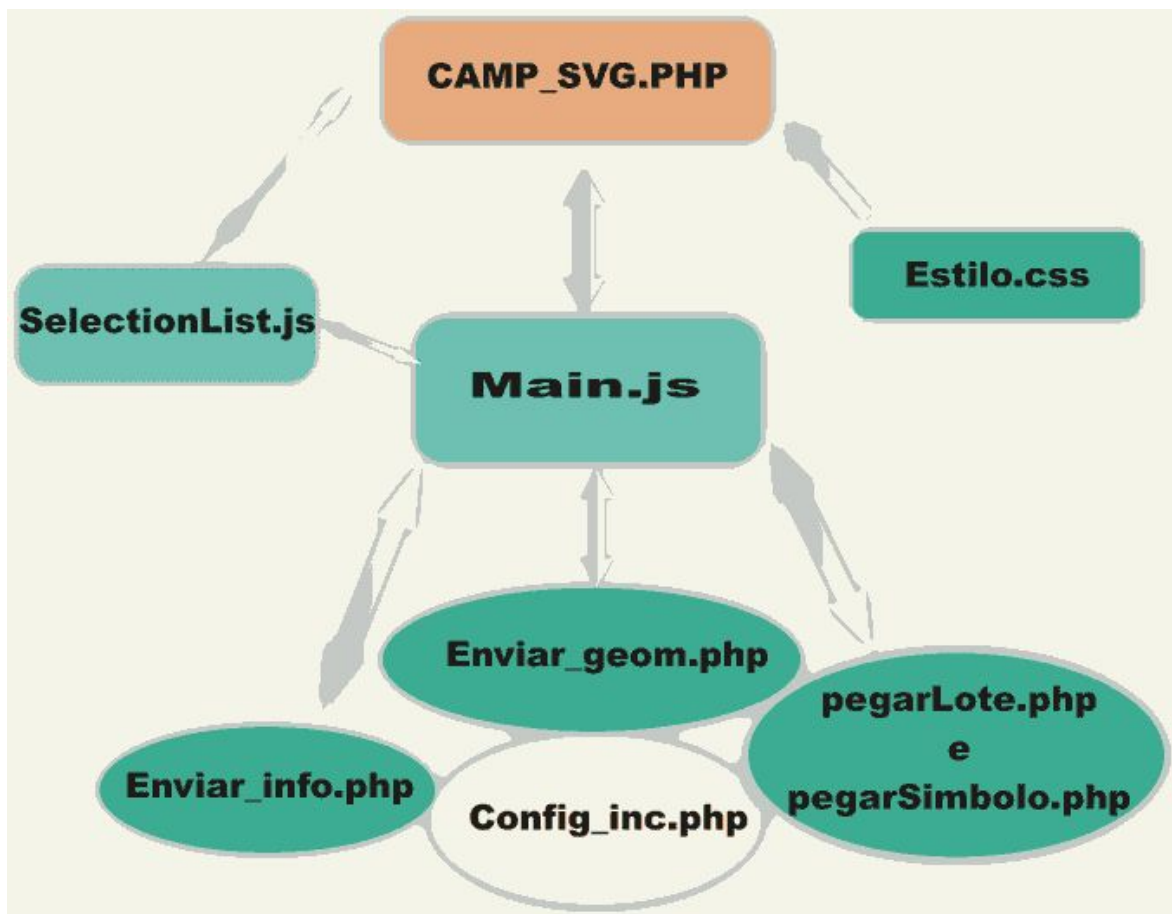 CAMP_SVG.PHP
Estilo.css
SelectionList.js
Main.js
Enviar_geom.php
pegarLote.php
e
pegarSimbolo.php
Enviar_info.php
Config_inc.php